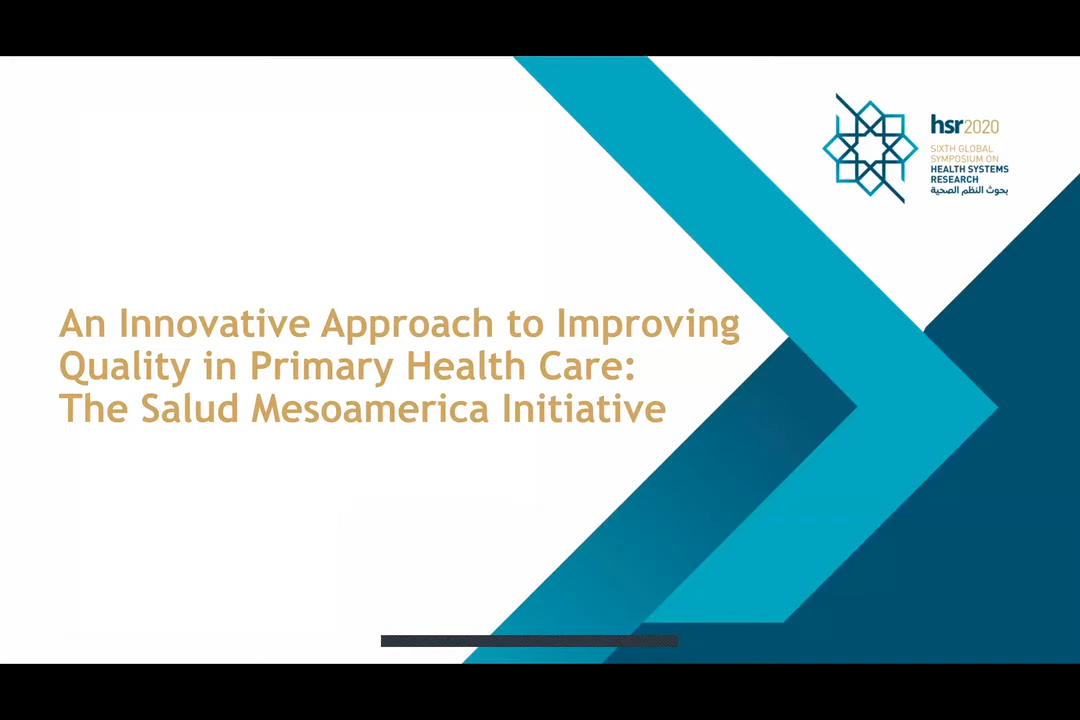 hsr2020
SIXTH GLOBAL
SYMPOSIUM ON
HEALTH SYSTEMS
RESEARCH
بحوث النظم الصحية
An Innovative Approach to Improving
Quality in Primary Health Care:
The Salud Mesoamerica Initiative